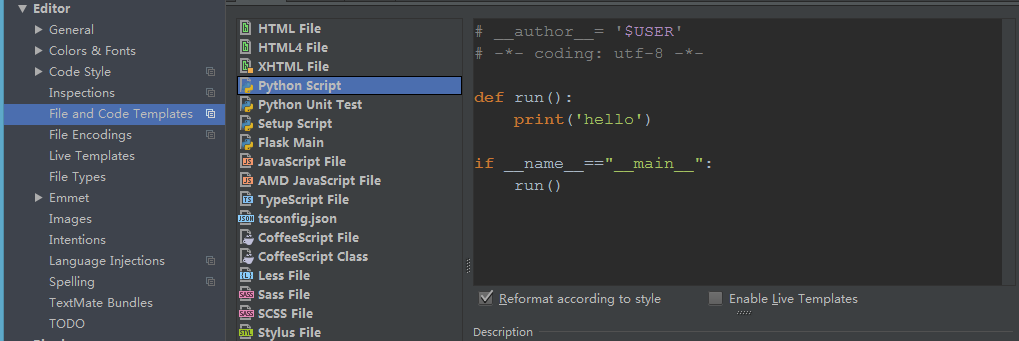 Editor
General
Colors & Fonts
Code Style
Inspections
File and Code Templates
File Encodings
Live Templates
File Types
Emmet
Images
Intentions
Language Injections
Spelling
TextMate Bundles
TODO
HTML File
HTML4 File
XHTML File
Python Script
Python Unit Test
Setup Script
Flask Main
JavaScript File
AMD JavaScript File
TypeScript File
tsconfig.json
CoffeeScript File
CoffeeScript Class
Less File
Sass File
SCSS File
Stylus File
# __author__= '$USER'
# -*- coding: utf-8 -*-
def run():
    print('hello')
if __name__=="__main__":
    run()
Reformat according to style
Enable Live Templates
Description